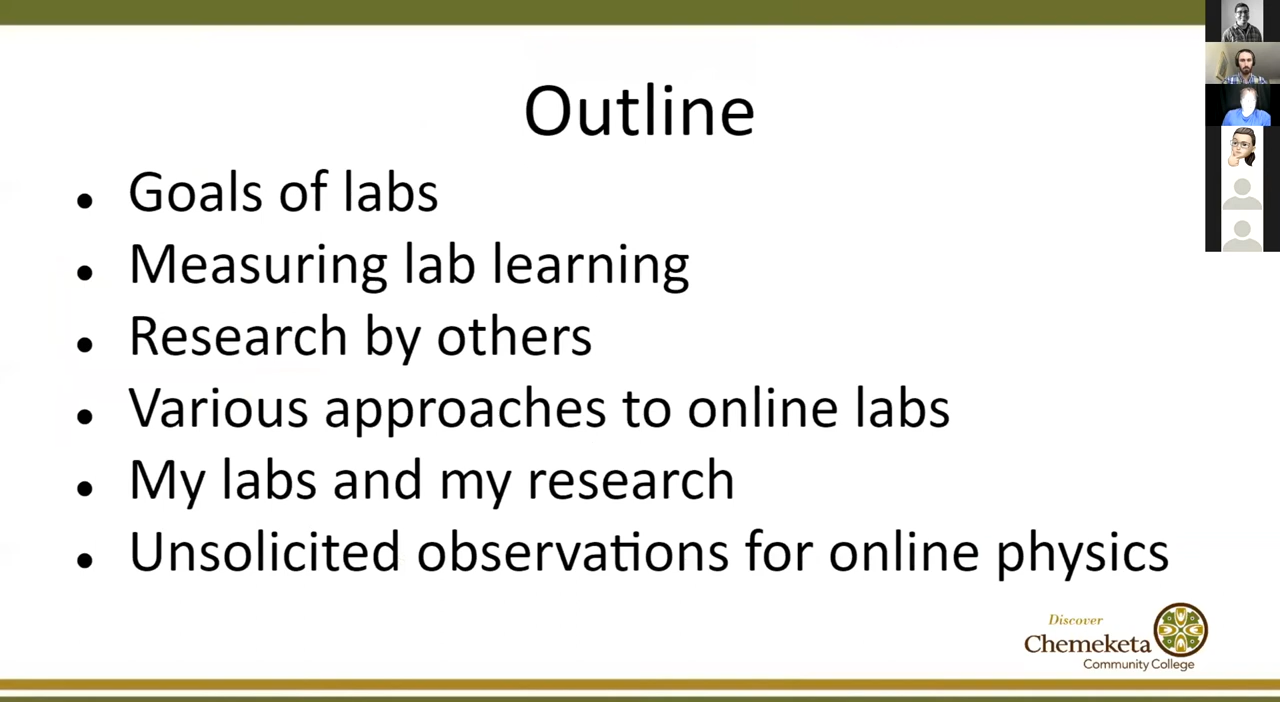 Outline
Goals of labs
Measuring lab learning
Research by others
Various approaches to online labs
My labs and my research
Unsolicited observations for online physics
Discover
Chemeketa
Community College